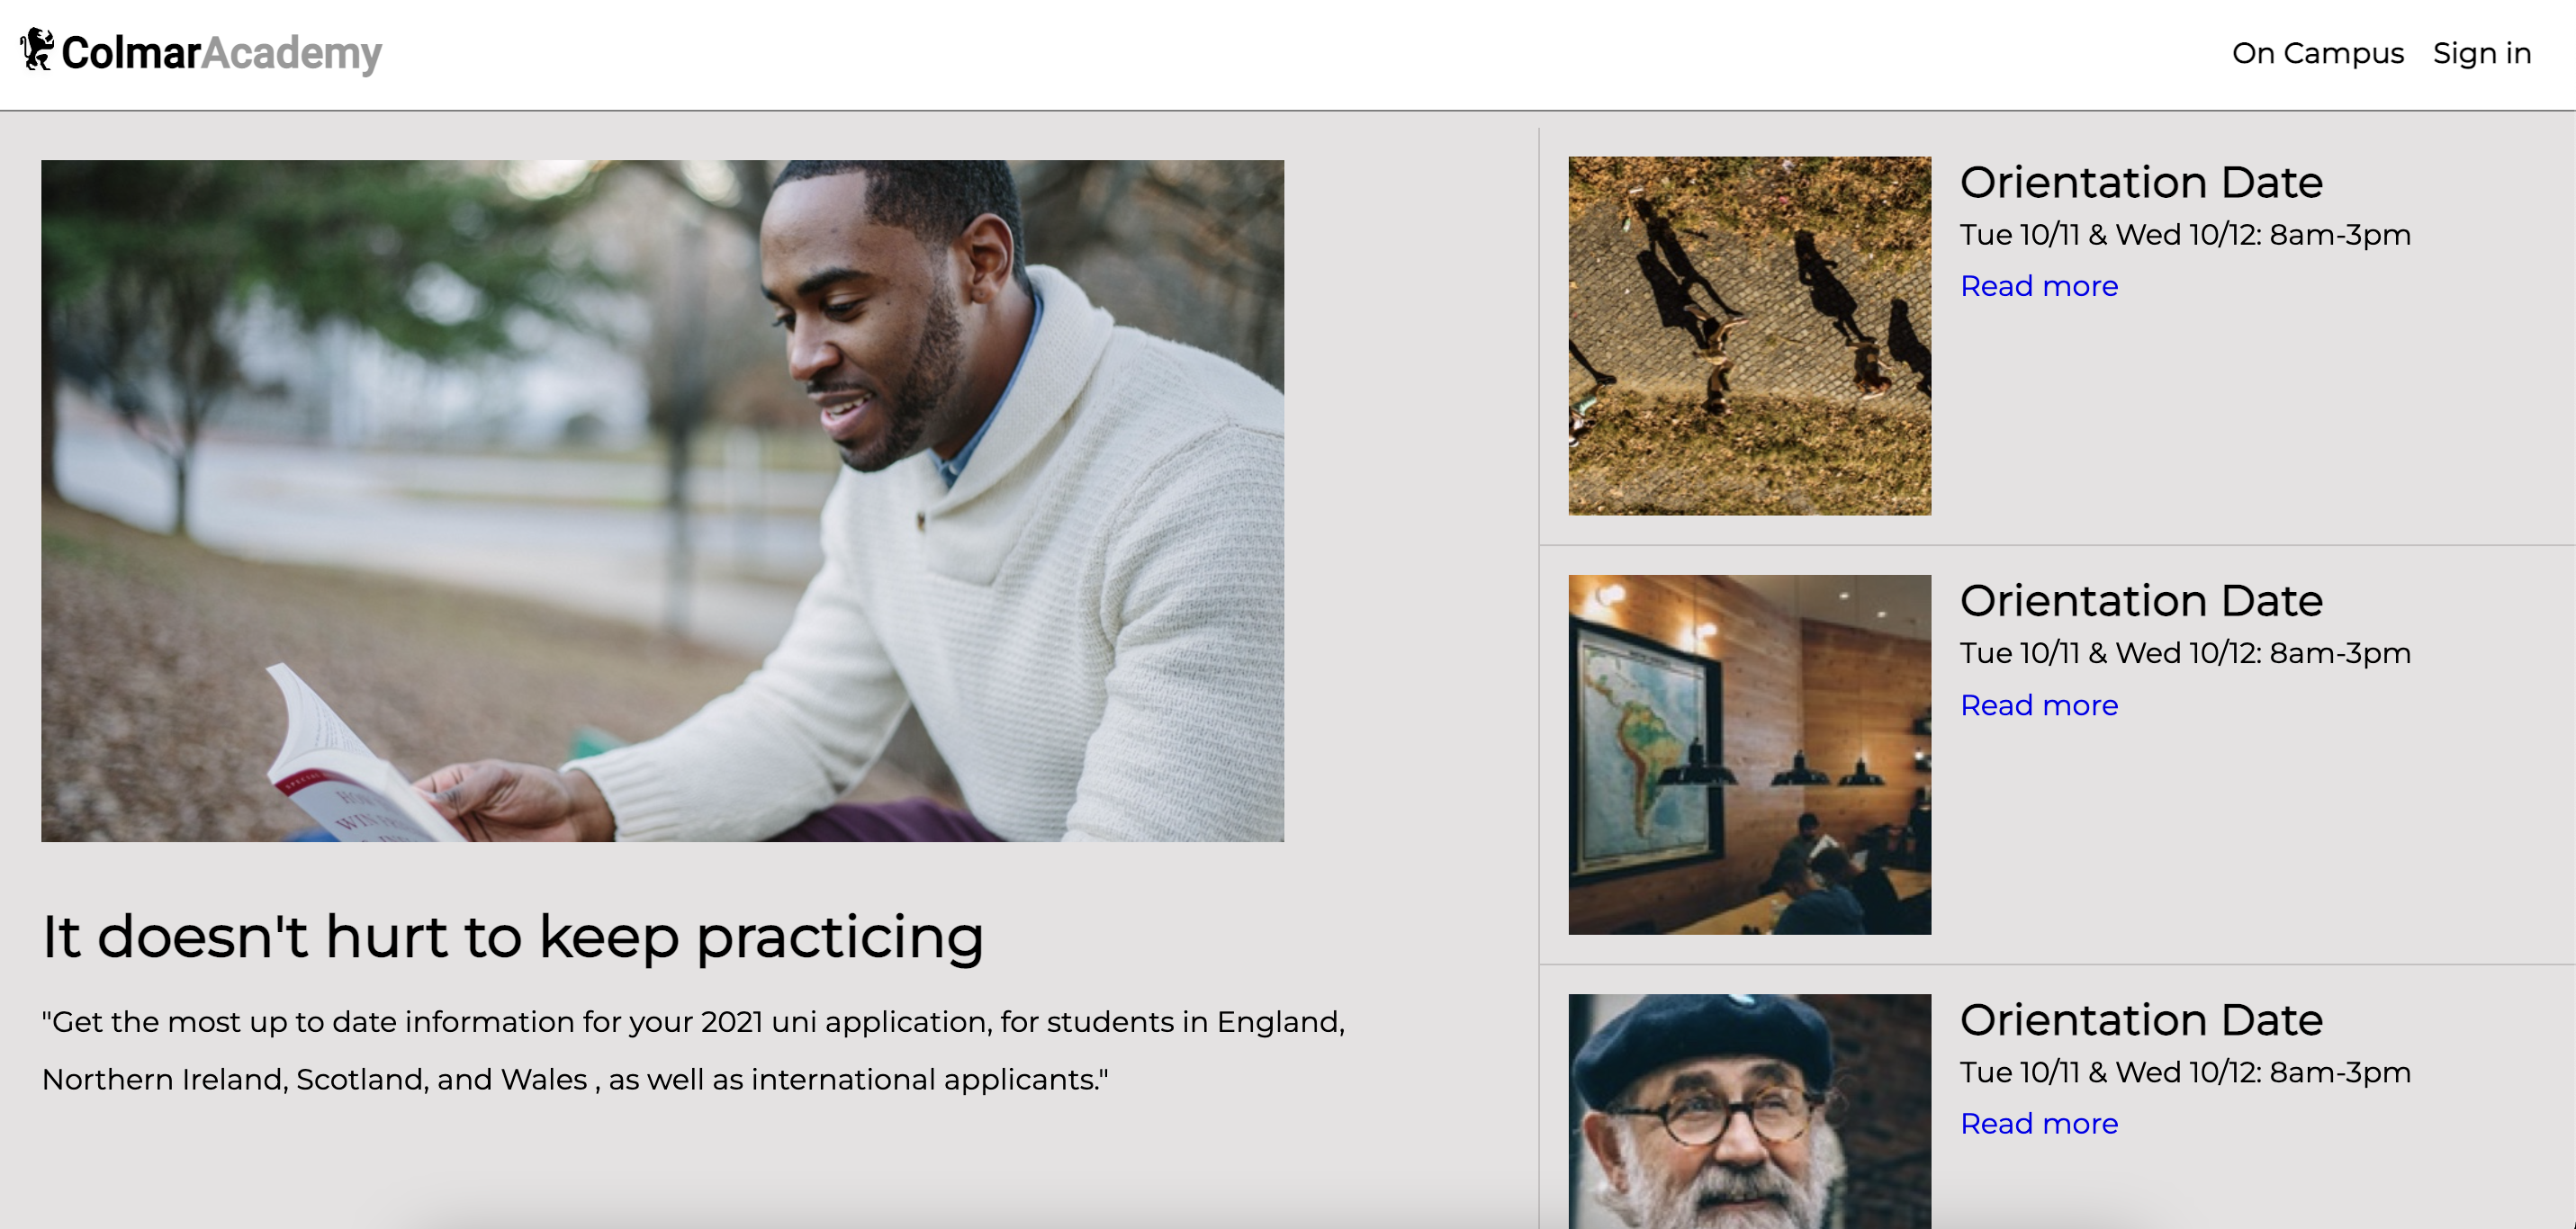 ColmarAcademy
On Campus Sign in
It doesn't hurt to keep practicing
"Get the most up to date information for your 2021 uni application, for students in England,
Northern Ireland, Scotland, and Wales , as well as international applicants."
Orientation Date
Tue 10/11 & Wed 10/12: 8am-3pm
Read more
Orientation Date
Tue 10/11 & Wed 10/12: 8am-3pm
Read more
Orientation Date
Tue 10/11 & Wed 10/12: 8am-3pm
Read more